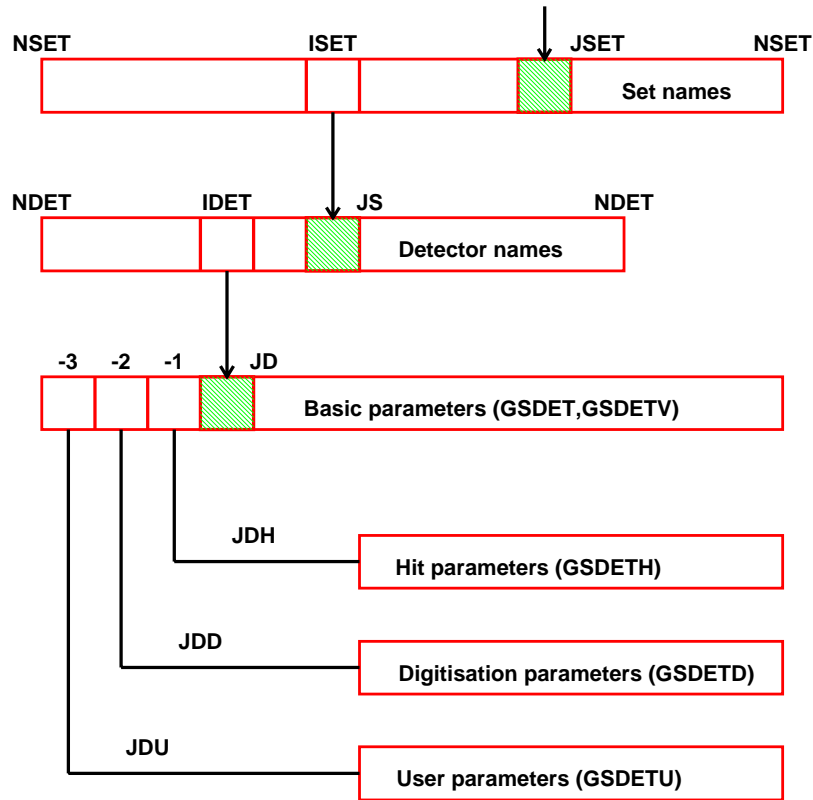 NSET ISET JSET NSET
Set names
NDET IDET JS NDET
Detector names
-3 -2 -1 JD
Basic parameters (GSDET,GSDETV)
JDH
Hit parameters (GSDETH)
JDD
Digitisation parameters (GSDETD)
JDU
User parameters (GSDETU)